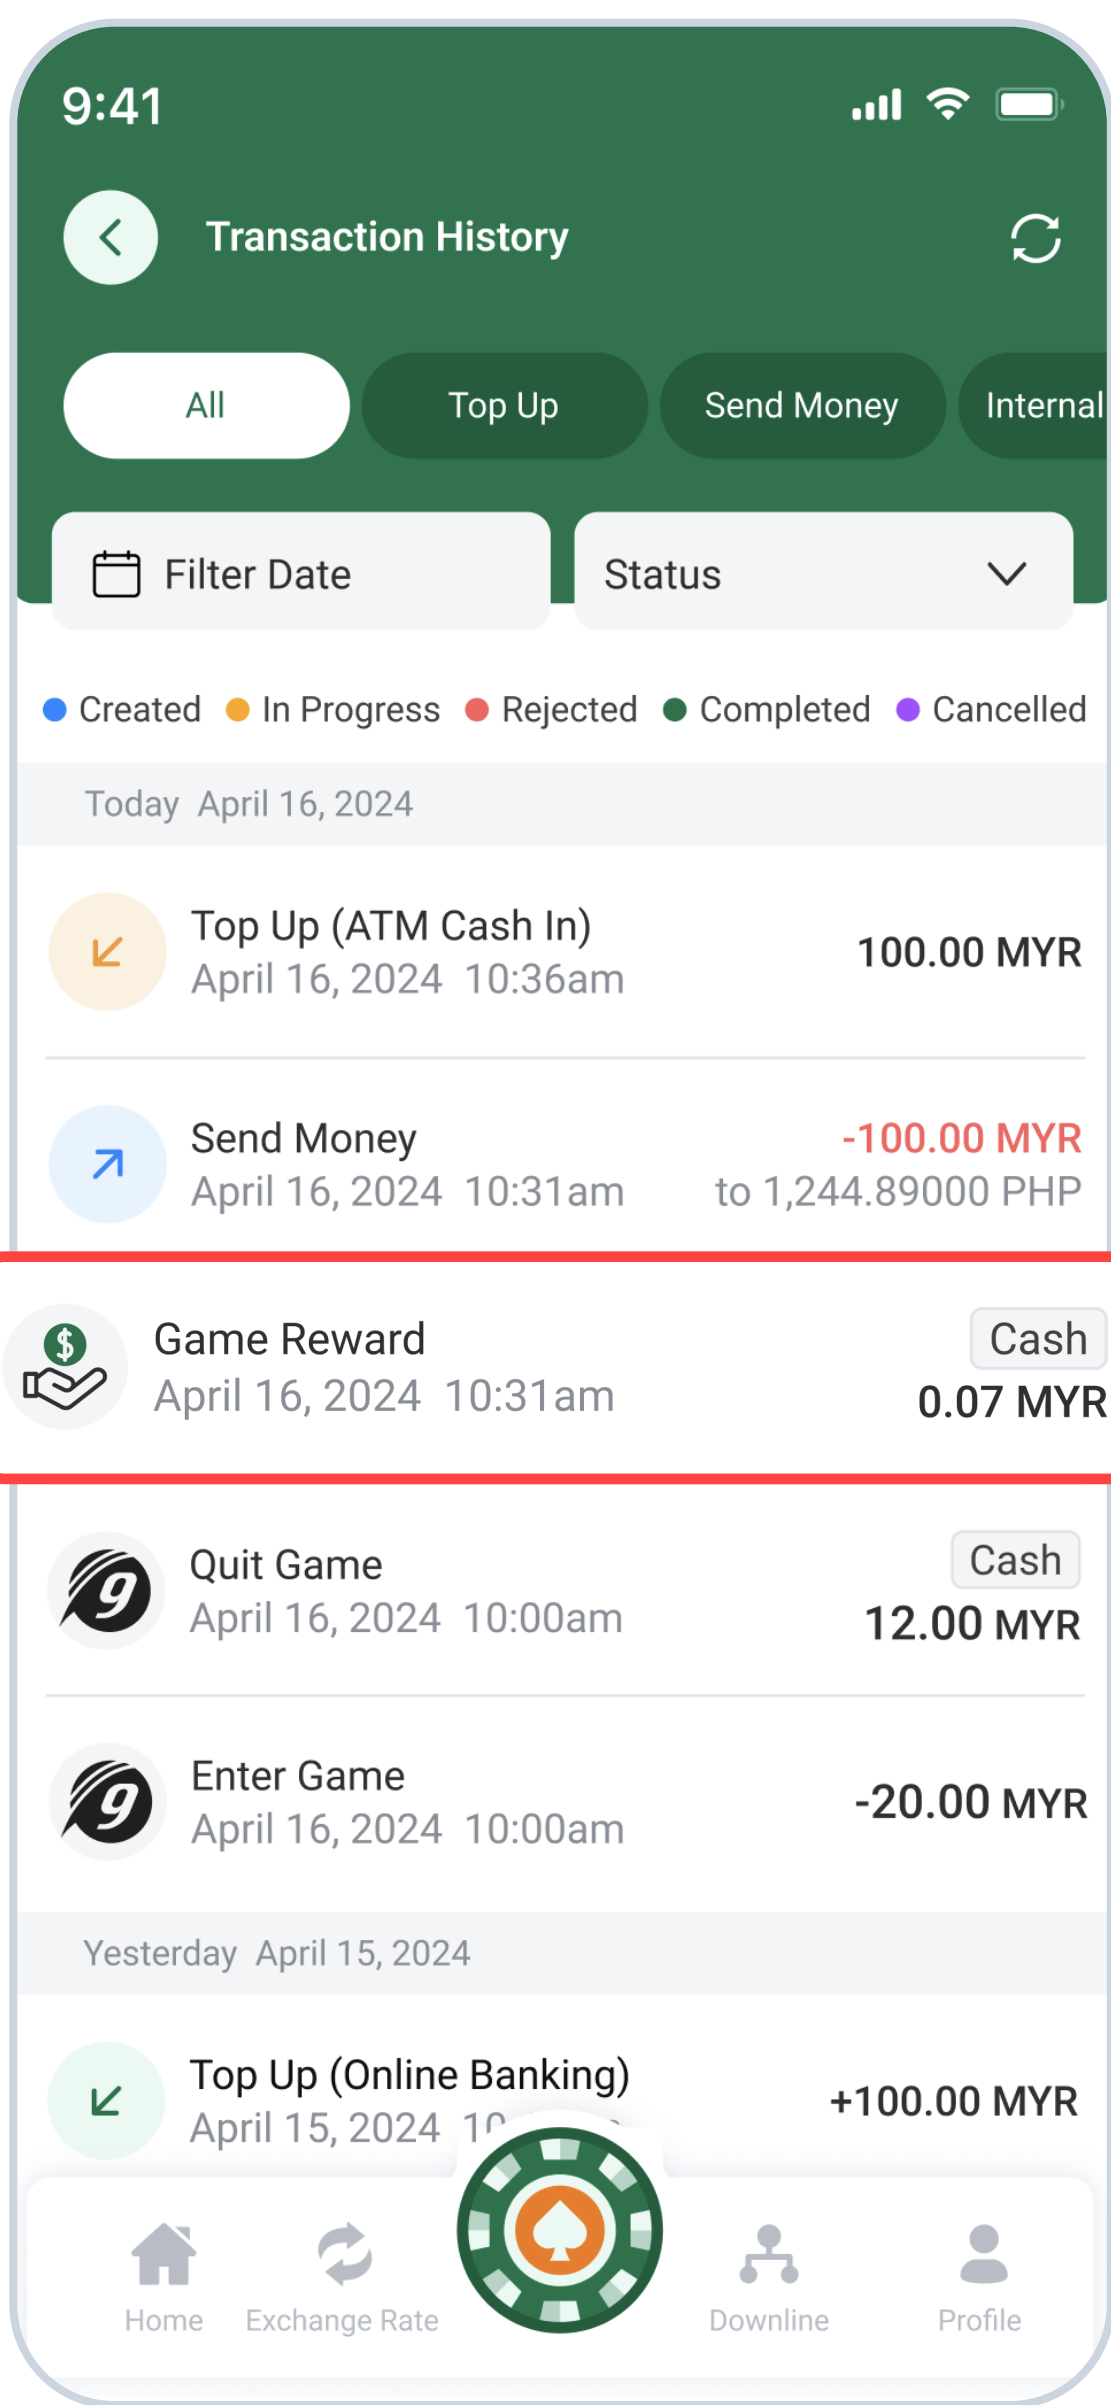 9:41
Transaction History
All Top Up Send Money Internal
Filter Date Status
Created In Progress Rejected Completed Cancelled
Today April 16, 2024
Top Up (ATM Cash In)
100.00 MYR
April 16, 2024 10:36am
Send Money -100.00 MYR
April 16, 2024 10:31am to 1,244.89000 PHP
$
Game Reward Cash
April 16, 2024 10:31am 0.07 MYR
g
Quit Game Cash
April 16, 2024 10:00am 12.00 MYR
g
Enter Game
-20.00 MYR
April 16, 2024 10:00am
Yesterday April 15, 2024
Top Up (Online Banking)
+100.00 MYR
April 15, 2024
Home Exchange Rate Downline Profile